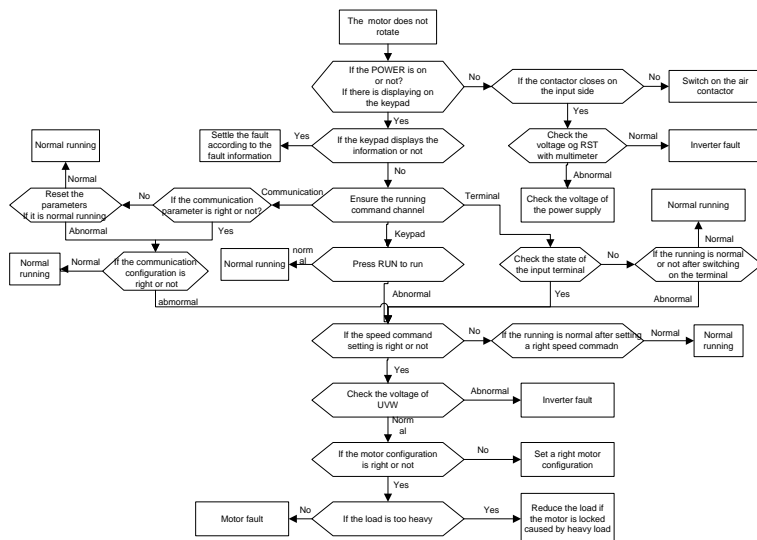 The motor does not
rotate
If the POWER is on
or not?
If there is displaying on
the keypad
No
If the contactor closes on
the input side
No
Switch on the air
contactor
Yes
Yes
Settle the fault
according to the
fault information
Yes
If the keypad displays the
information or not
Check the
voltage og RST
with multimeter
Normal
Inverter fault
Abnormal
Check the voltage of
the power supply
No
Normal running
Normal
Reset the
parameters
If it is normal running
No
If the communication
parameter is right or not?
Communication
Ensure the running
command channel
Terminal
Normal running
Normal
Abnormal
Yes
Keypad
Normal
running
Normal
If the communication
configuration is
right or not
Normal running
norm
al
Press RUN to run
Check the state of
the input terminal
No
If the running is normal
or not after switching
on the terminal
abmormal
Abnormal
Yes
Abnormal
If the speed command
setting is right or not
No
If the running is normal after setting
a right speed commadn
Normal
Normal
running
Yes
Check the voltage of
UVW
Abnormal
Inverter fault
Norm
al
If the motor configuration
is right or not
No
Set a right motor
configuration
Yes
Motor fault
No
If the load is too heavy
Yes
Reduce the load if
the motor is locked
caused by heavy load